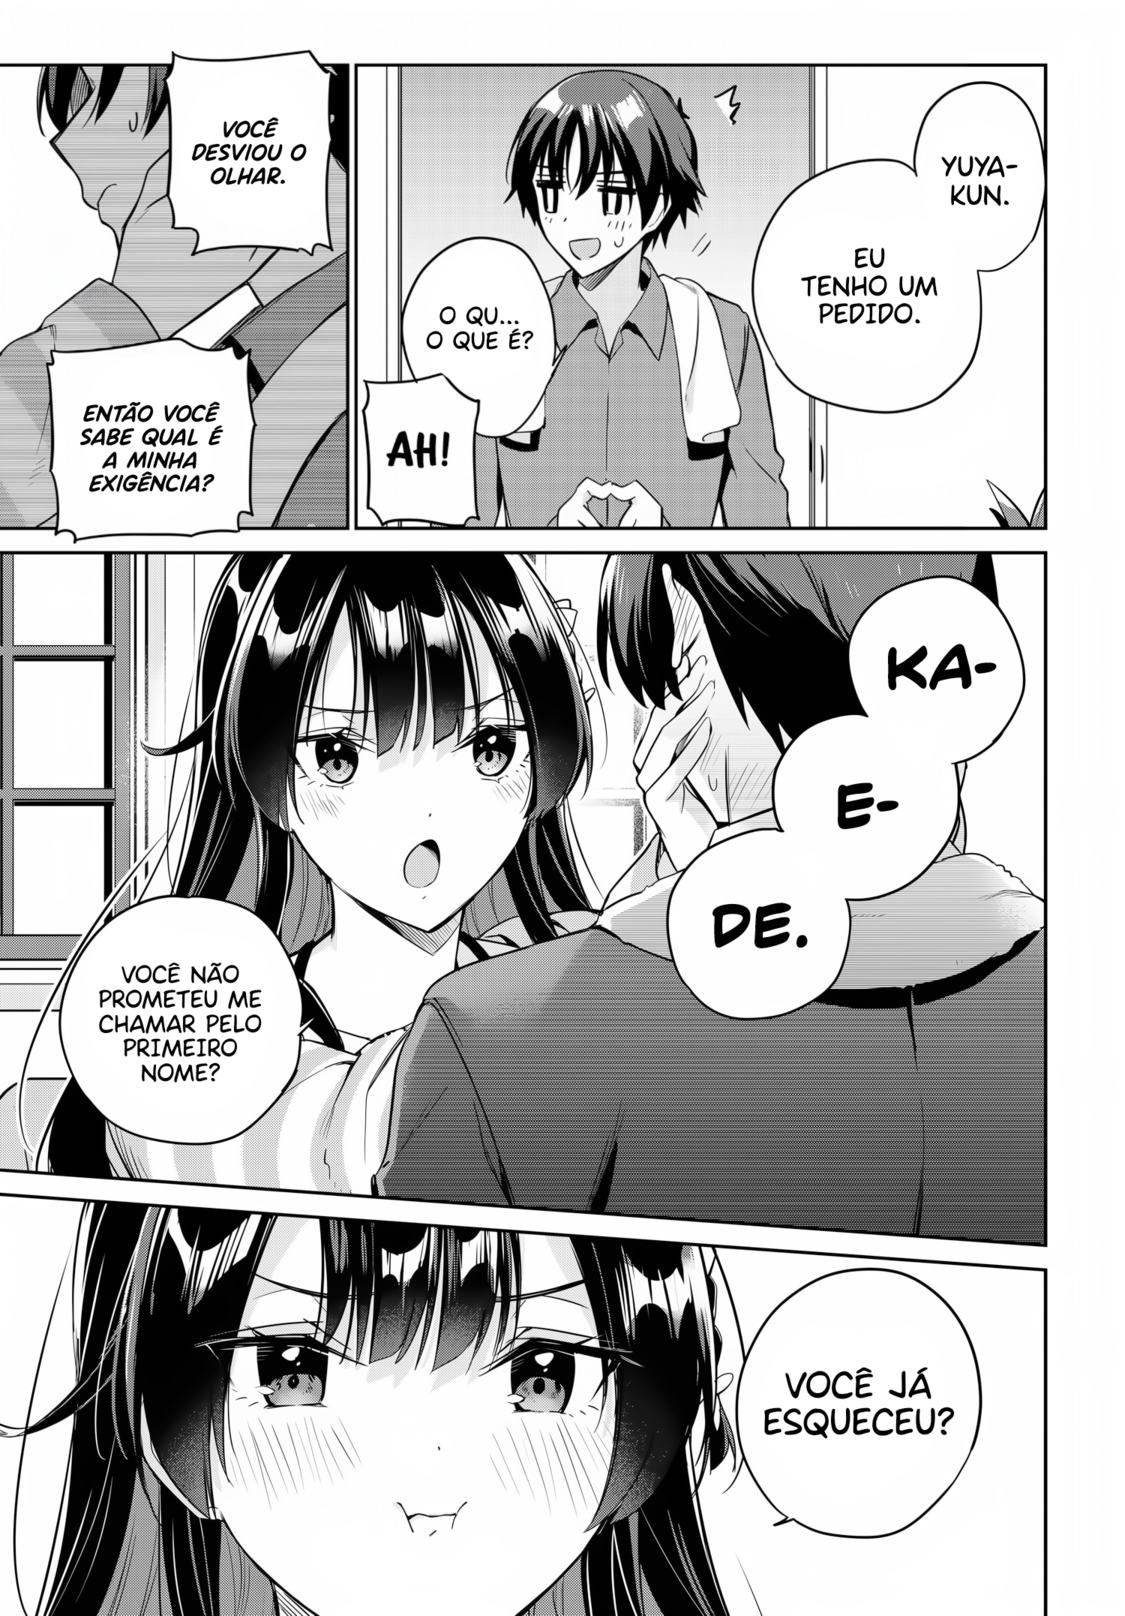 YUYA-
KUN.
EU
TENHO UM
PEDIDO.
O QU...
O QUE É?
AH!
VOCÊ
DESVIOU O
OLHAR.
ENTÃO VOCÊ
SABE QUAL É
A MINHA
EXIGÊNCIA?
KA-
E-
DE.
VOCÊ NÃO
PROMETEU ME
CHAMAR PELO
PRIMEIRO
NOME?
VOCÊ JÁ
ESQUECEU?